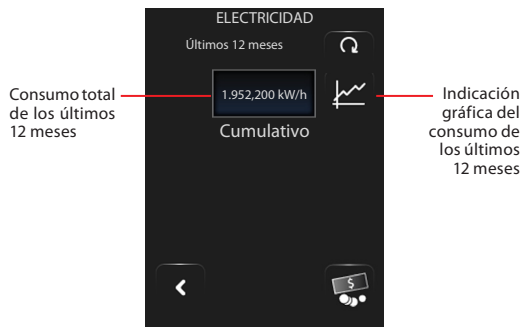 ELECTRICIDAD
Últimos 12 meses
1.952,200 kW/h
Cumulativo
Consumo total
de los últimos
12 meses
Indicación
gráfica del
consumo de
los últimos
12 meses
$